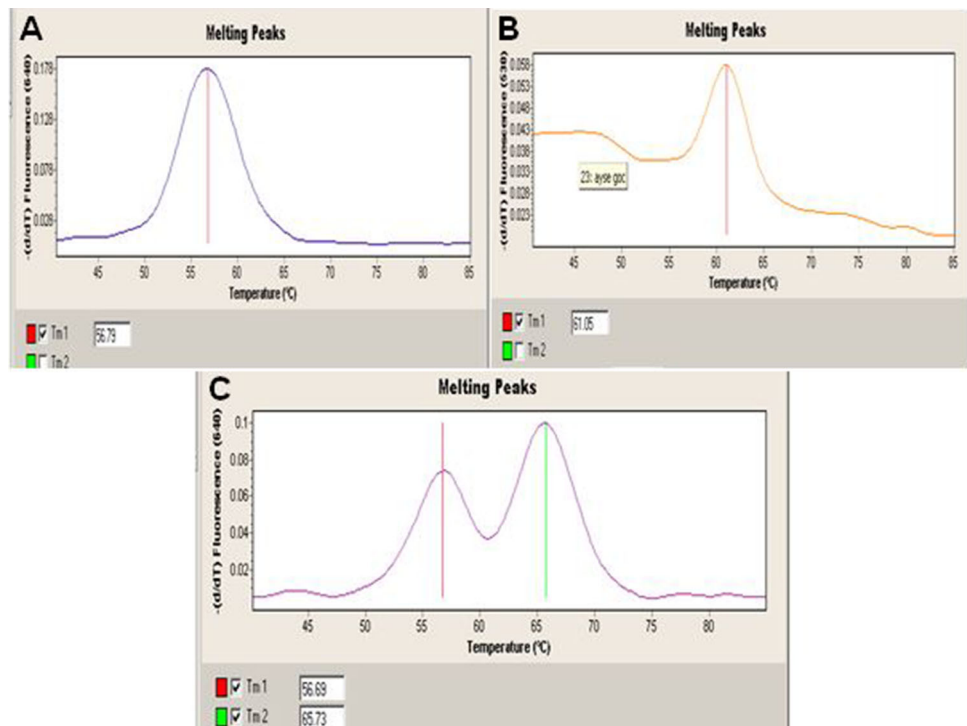 A
Melting Peaks
-(d/dT) Fluorescence (640)
0.178
0.128
0.078
0.028
45 50 55 60 65 70 75 80 85
Temperature (ºC)
Tm 1 56.79
Tm 2
B
Melting Peaks
-(d/dT) Fluorescence (530)
0.058
0.053
0.048
0.043
0.038
0.033
0.028
0.023
23: ayse goc
45 50 55 60 65 70 75 80 85
Temperature (ºC)
Tm 1 61.05
Tm 2
C
Melting Peaks
-(d/dT) Fluorescence (640)
0.1
0.08
0.06
0.04
0.02
45 50 55 60 65 70 75 80
Temperature (ºC)
Tm 1 56.69
Tm 2 65.73